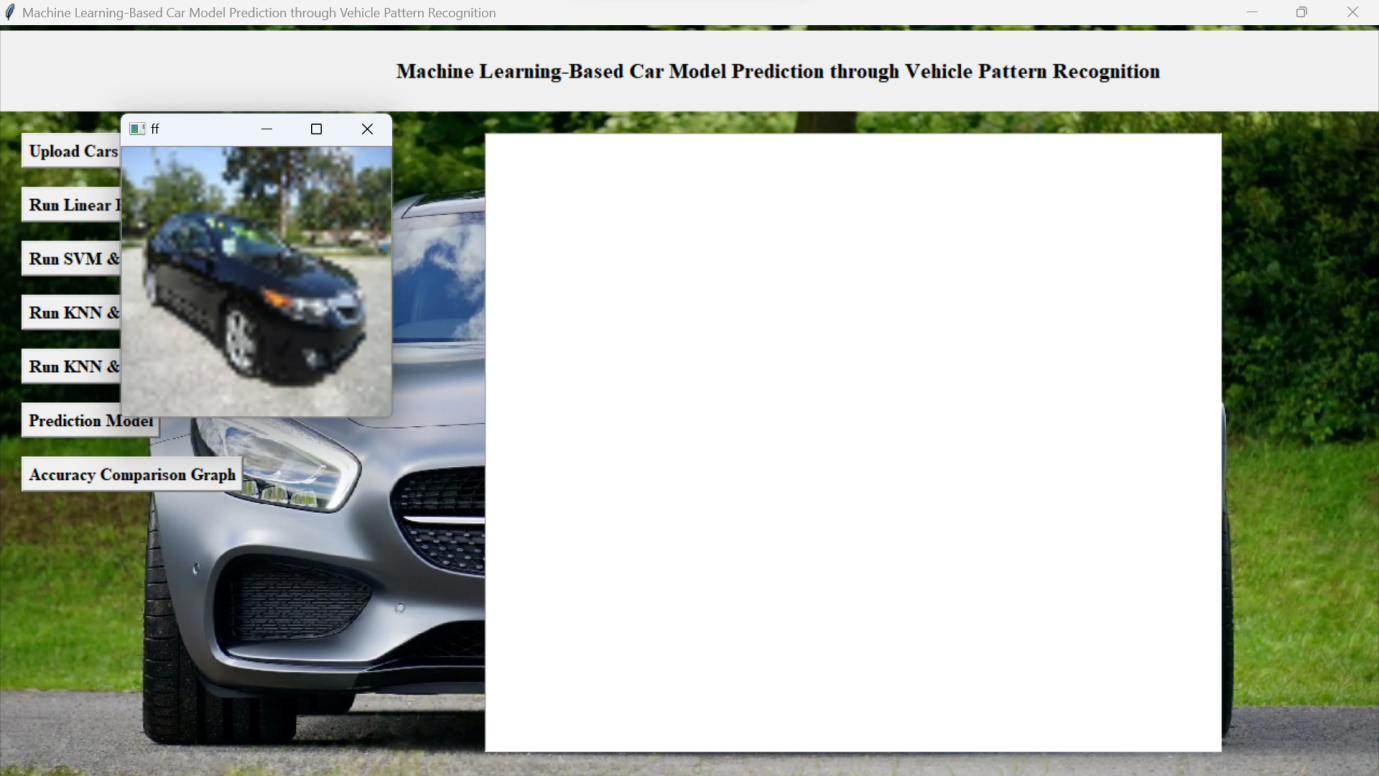 Machine Learning-Based Car Model Prediction through Vehicle Pattern Recognition
Machine Learning-Based Car Model Prediction through Vehicle Pattern Recognition
ff
Upload Cars
Run Linear
Run SVM &
Run KNN &
Run KNN &
Prediction Model
Accuracy Comparison Graph